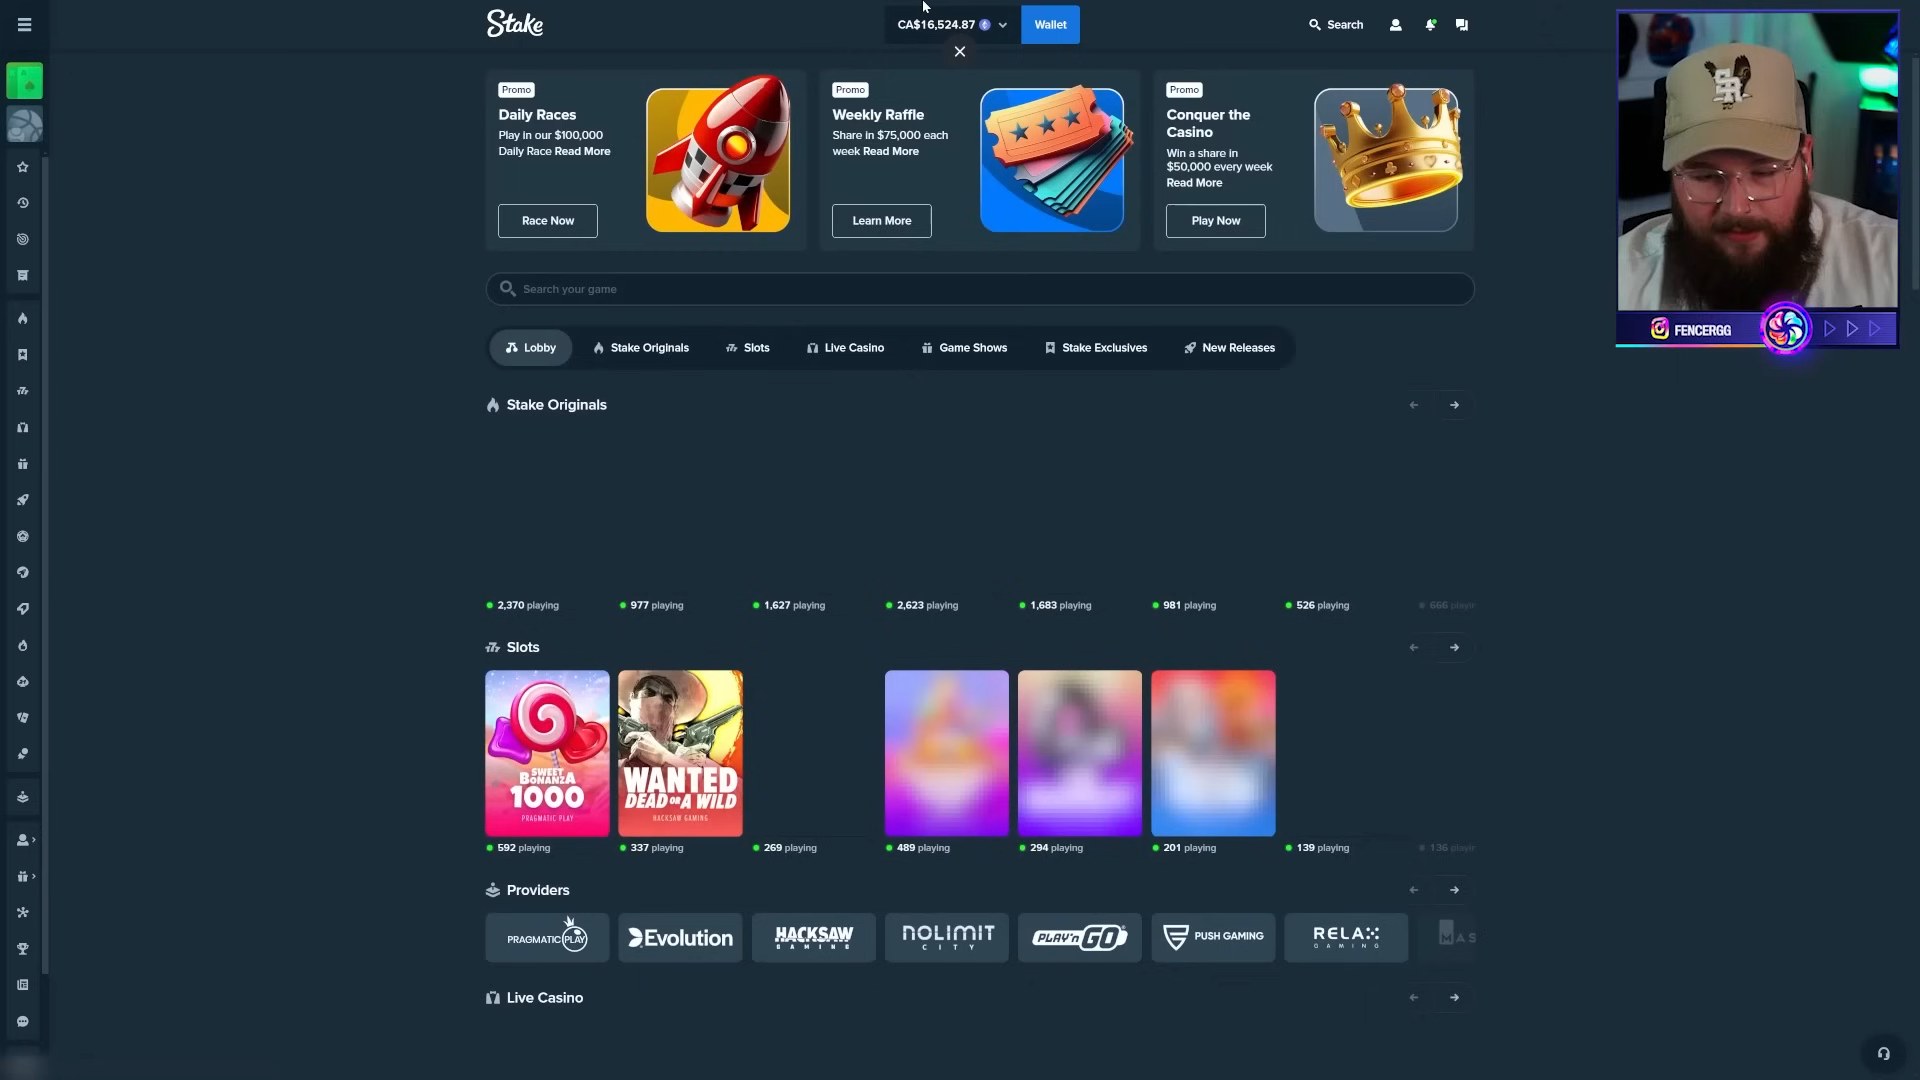 Stake
CA$16,524.87
Wallet
Search
Promo
Daily Races
Play in our $100,000
Daily Race Read More
Race Now
Promo
Weekly Raffle
Share in $75,000 each
week Read More
Learn More
Promo
Conquer the
Casino
Win a share in
$50,000 every week
Read More
Play Now
FENCERGG
Search your game
Lobby
Stake Originals
Slots
Live Casino
Game Shows
Stake Exclusives
New Releases
Stake Originals
2,370 playing
977 playing
1,627 playing
2,623 playing
1,683 playing
981 playing
526 playing
666 playin
Slots
SWEET
BONANZA
1000
PRAGMATIC PLAY
WANTED
DEAD OR A WILD
HACKSAW GAMING
592 playing
337 playing
269 playing
489 playing
294 playing
201 playing
139 playing
136 playin
Providers
PRAGMATIC PLAY
Evolution
HACKSAW
GAMING
NOLIMIT
CITY
PLAY'n GO
PUSH GAMING
RELAX
GAMING
MAS
Live Casino